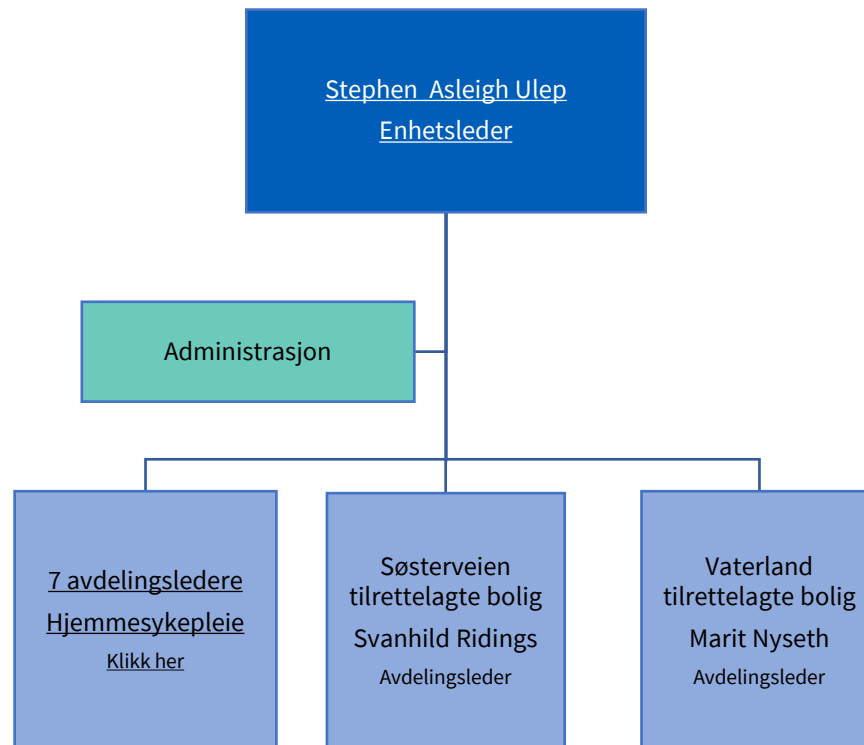 Stephen  Asleigh Ulep
Enhetsleder
Administrasjon
7 avdelingsledere
Hjemmesykepleie
Klikk her
Søsterveien
tilrettelagte bolig
Svanhild Ridings
Avdelingsleder
Vaterland
tilrettelagte bolig
Marit Nyseth
Avdelingsleder